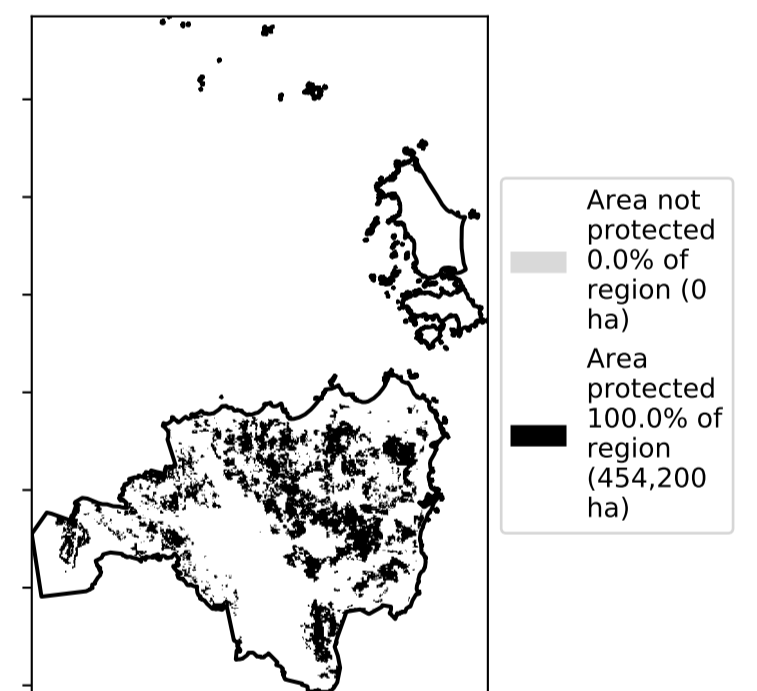 Area not
protected
0.0% of
region (0
ha)
Area
protected
100.0% of
region
(454,200
ha)